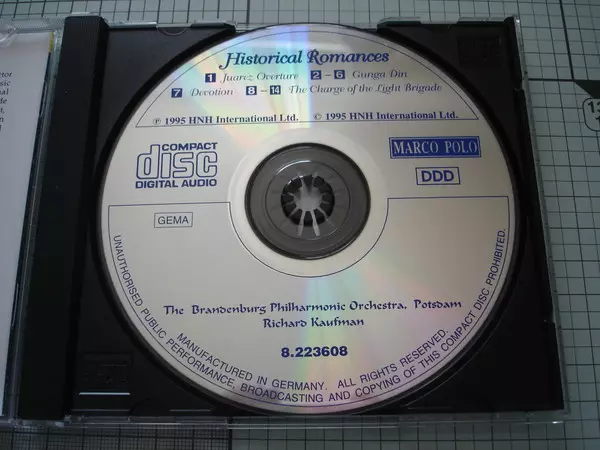 Historical Romances
1 Juarez Overture 2 - 6 Gunga Din
7 Devotion 8 - 14 The Charge of the Light Brigade
℗ 1995 HNH International Ltd. © 1995 HNH International Ltd.
COMPACT
disc
DIGITAL AUDIO
MARCO POLO
DDD
GEMA
The Brandenburg Philharmonic Orchestra, Potsdam
Richard Kaufman
8.223608
MANUFACTURED IN GERMANY. ALL RIGHTS RESERVED.
UNAUTHORISED PUBLIC PERFORMANCE, BROADCASTING AND COPYING OF THIS COMPACT DISC PROHIBITED.